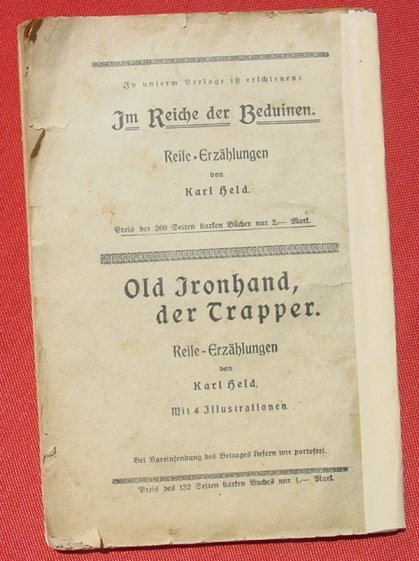 In unserm Verlage ist erschienen:
Im Reiche der Beduinen.
Reise-Erzählungen
von
Karl Held.
Preis des 260 Seiten starken Bücher nur 2.— Mark.
Old Ironhand,
der Trapper.
Reise-Erzählungen
von
Karl Held.
Mit 4 Illustrationen.
Bei Voreinsendung des Betrages liefern wir portofrei.
Preis des 132 Seiten starken Buches nur 1.— Mark.